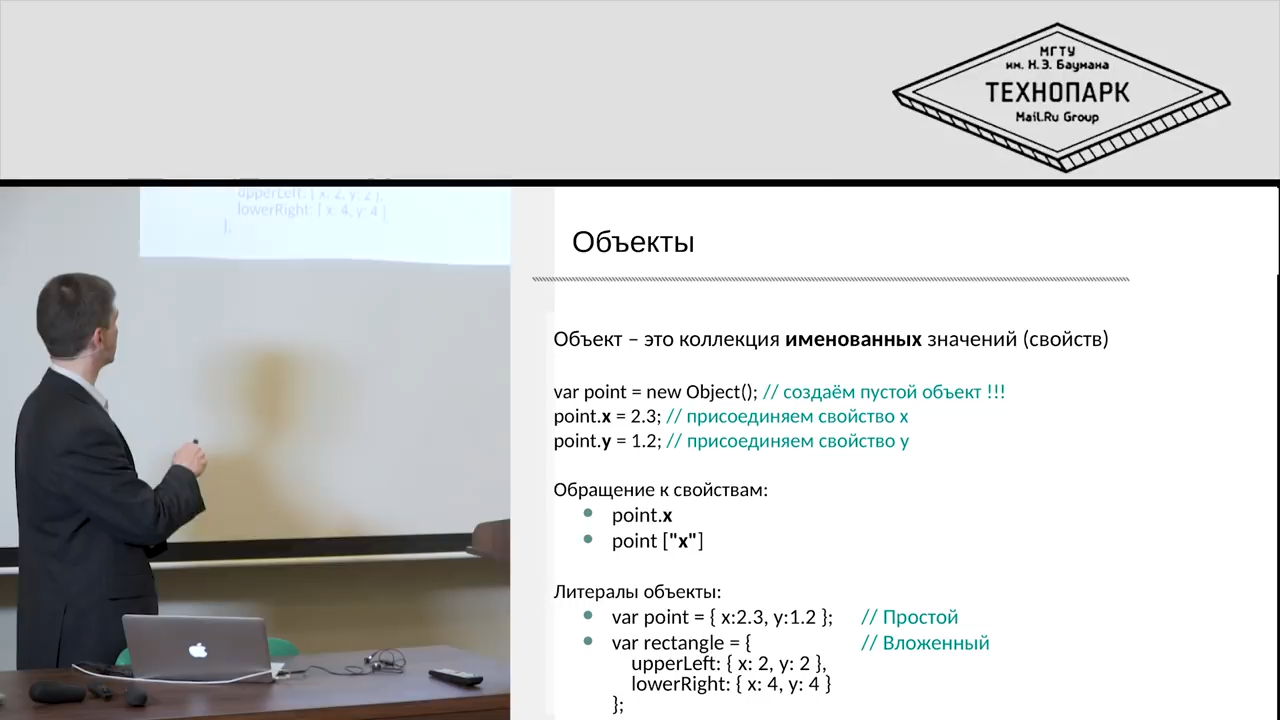 МГТУ
им. Н.Э. Баумана
ТЕХНОПАРК
Mail.Ru Group
upperLeft: { x: 2, y: 2 },
lowerRight: { x: 4, y: 4 }
};
Объекты
Объект – это коллекция именованных значений (свойств)
var point = new Object(); // создаём пустой объект !!!
point.x = 2.3; // присоединяем свойство x
point.y = 1.2; // присоединяем свойство y
Обращение к свойствам:
• point.x
• point ["x"]
Литералы объекты:
• var point = { x:2.3, y:1.2 }; // Простой
• var rectangle = { // Вложенный
upperLeft: { x: 2, y: 2 },
lowerRight: { x: 4, y: 4 }
};